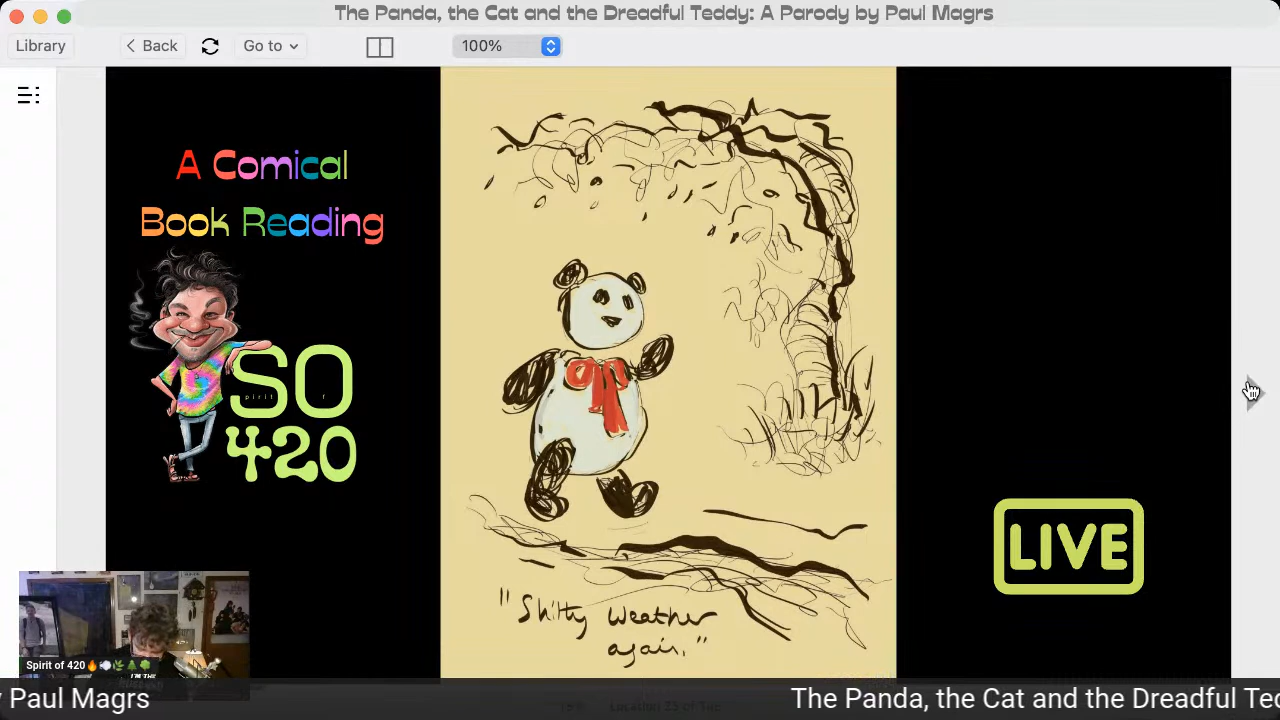 The Panda, the Cat and the Dreadful Teddy: A Parody by Paul Magrs
Library
Back
Go to
100%
A Comical
Book Reading
SO
pirit f
420
"Shitty Weather
again."
LIVE
Spirit of 420
y Paul Magrs
The Panda, the Cat and the Dreadful Ted